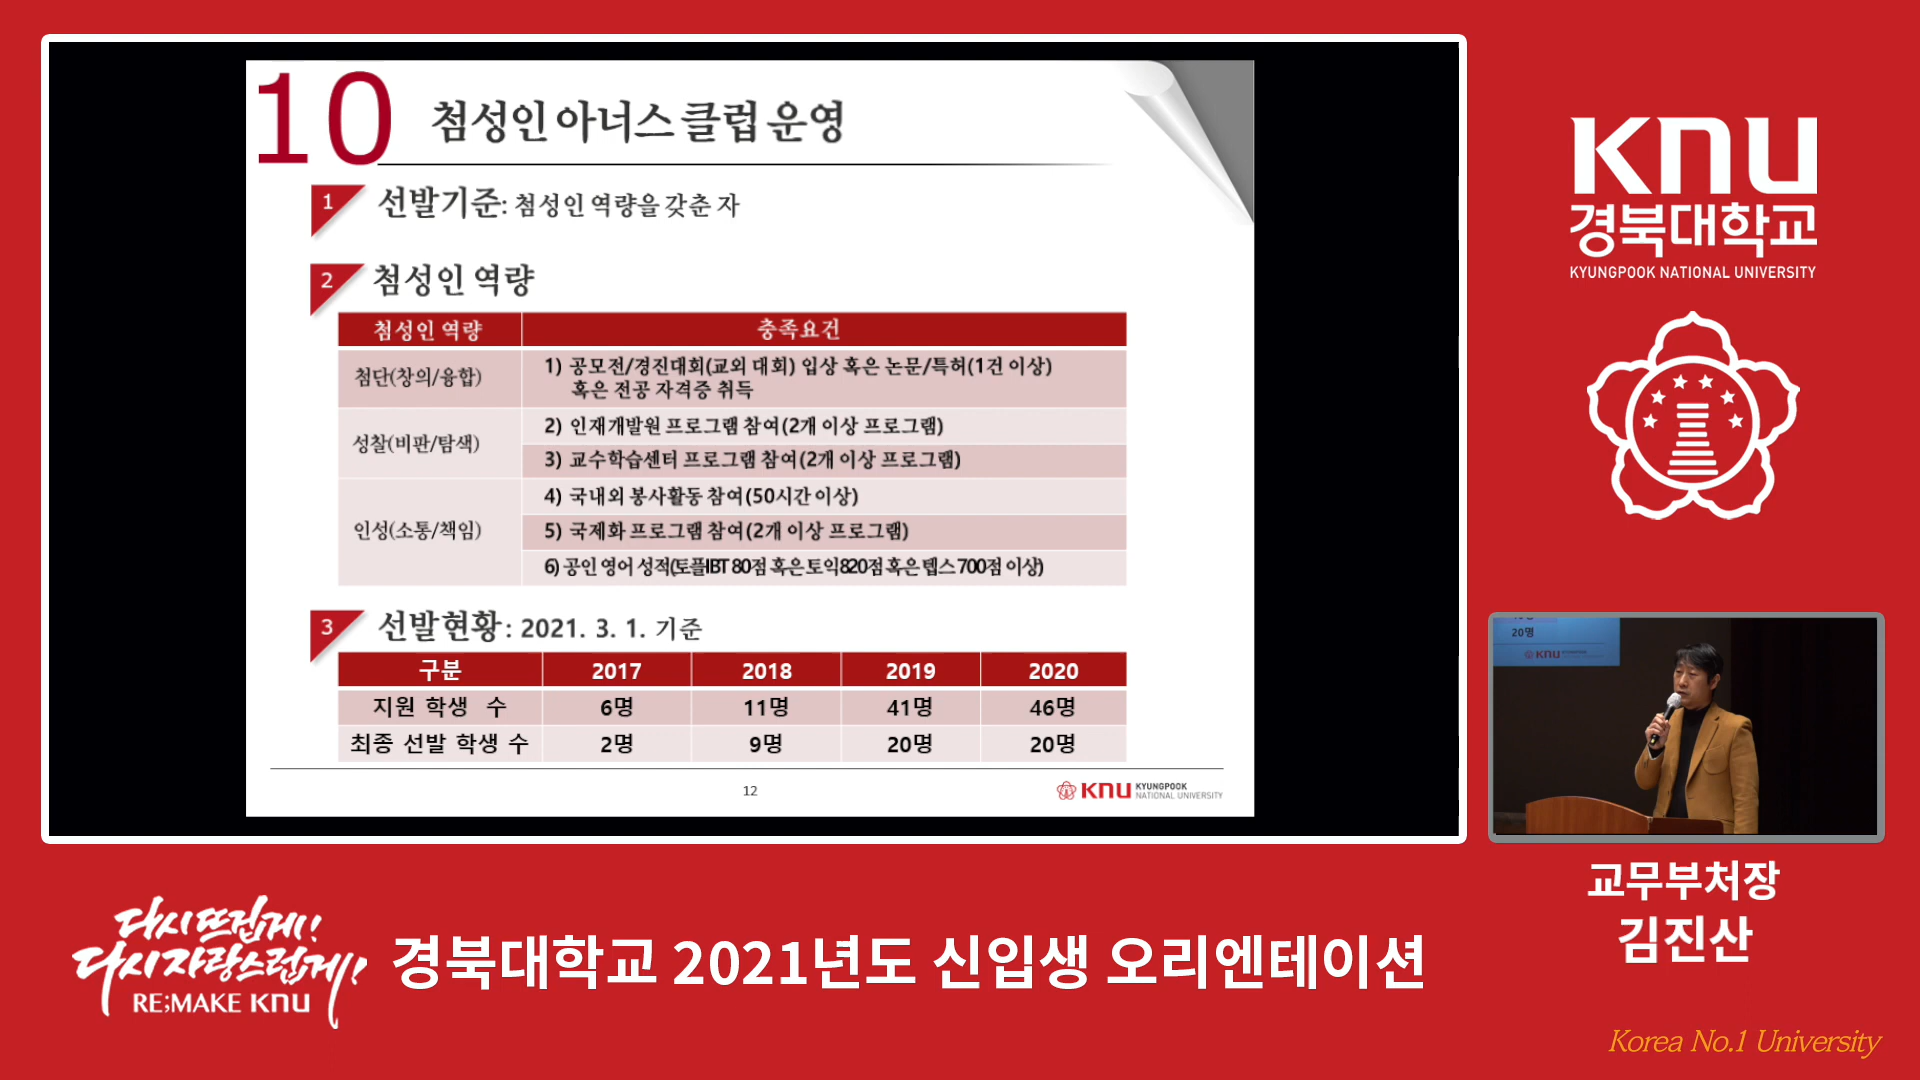 10 첨성인 아너스 클럽 운영
1 선발기준: 첨성인 역량을 갖춘 자
2 첨성인 역량
첨성인 역량 충족요건
첨단(창의/융합) 1) 공모전/경진대회(교외 대회) 입상 혹은 논문/특허(1건 이상)
혹은 전공 자격증 취득
성찰(비판/탐색) 2) 인재개발원 프로그램 참여(2개 이상 프로그램)
3) 교수학습센터 프로그램 참여(2개 이상 프로그램)
인성(소통/책임) 4) 국내외 봉사활동 참여(50시간 이상)
5) 국제화 프로그램 참여(2개 이상 프로그램)
6) 공인 영어 성적(토플IBT 80점 혹은 토익820점 혹은 텝스 700점 이상)
3 선발현황: 2021. 3. 1. 기준
구분 2017 2018 2019 2020
지원 학생 수 6명 11명 41명 46명
최종 선발 학생 수 2명 9명 20명 20명
12
KNU KYUNGPOOK
NATIONAL UNIVERSITY
KNU
경북대학교
KYUNGPOOK NATIONAL UNIVERSITY
20명
KNU
교무부처장
김진산
다시 뜨겁게!
다시 자랑스럽게!
RE;MAKE KNU
경북대학교 2021년도 신입생 오리엔테이션
Korea No.1 University